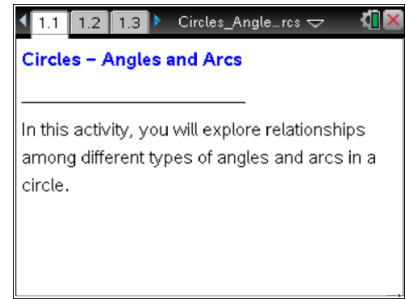 1.1 1.2 1.3 Circles_Angle…rcs
Circles – Angles and Arcs
In this activity, you will explore relationships
among different types of angles and arcs in a
circle.